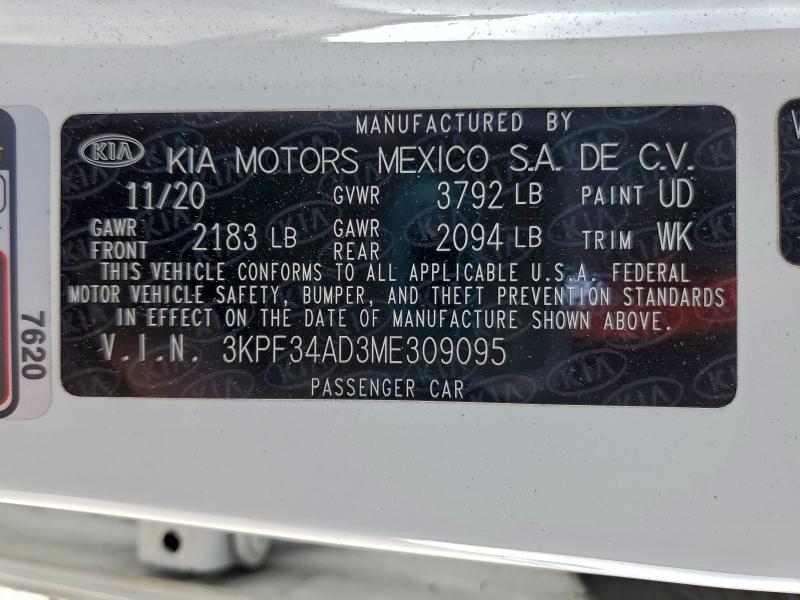 MANUFACTURED BY
KIA KIA MOTORS MEXICO S.A. DE C.V.
11/20 GVWR 3792 LB PAINT UD
GAWR FRONT 2183 LB GAWR REAR 2094 LB TRIM WK
THIS VEHICLE CONFORMS TO ALL APPLICABLE U.S.A. FEDERAL
MOTOR VEHICLE SAFETY, BUMPER, AND THEFT PREVENTION STANDARDS
IN EFFECT ON THE DATE OF MANUFACTURE SHOWN ABOVE.
V.I.N. 3KPF34AD3ME309095
PASSENGER CAR
7620